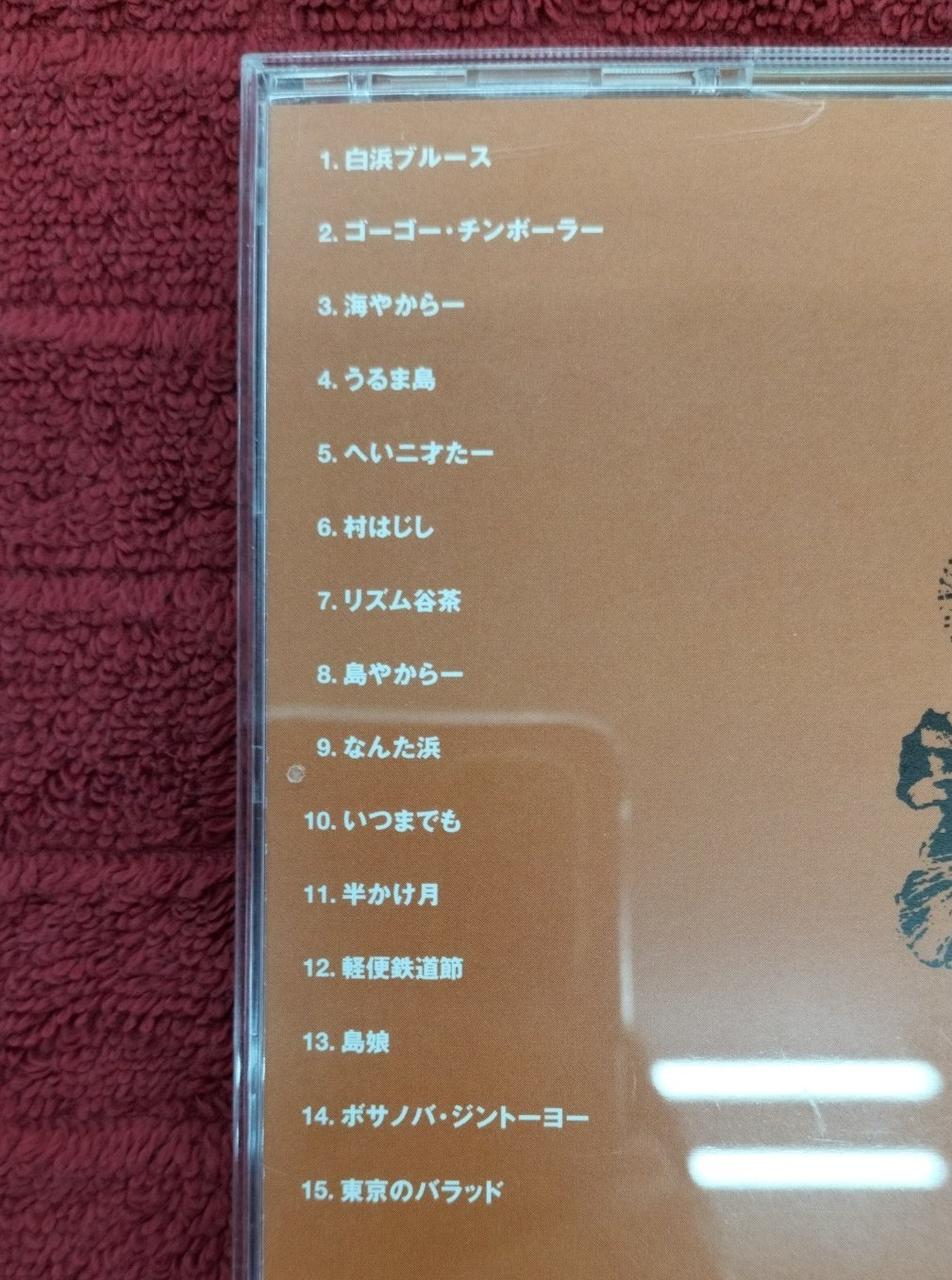 1. 白浜ブルース
2. ゴーゴー・チンボーラー
3. 海やからー
4. うるま島
5. へい二才たー
6. 村はじし
7. リズム谷茶
8. 島やからー
9. なんた浜
10. いつまでも
11. 半かけ月
12. 軽便鉄道節
13. 島娘
14. ボサノバ・ジントーヨー
15. 東京のバラッド